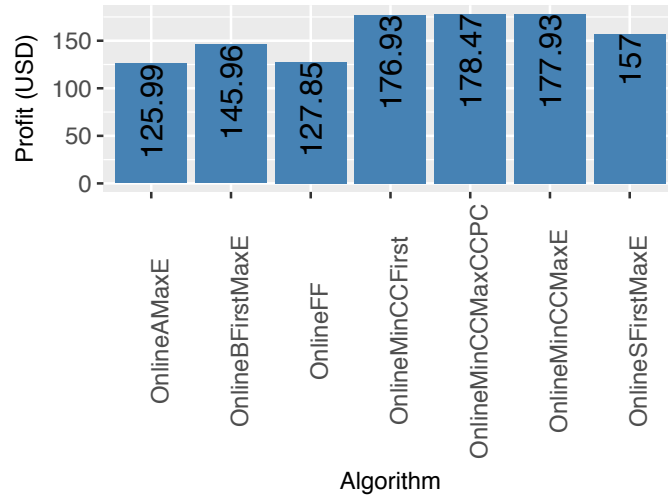 Profit (USD)
150
100
50
0
125.99
145.96
127.85
176.93
178.47
177.93
157
OnlineAMaxE
OnlineBFirstMaxE
OnlineFF
OnlineMinCCFirst
OnlineMinCCMaxCCPC
OnlineMinCCMaxE
OnlineSFirstMaxE
Algorithm